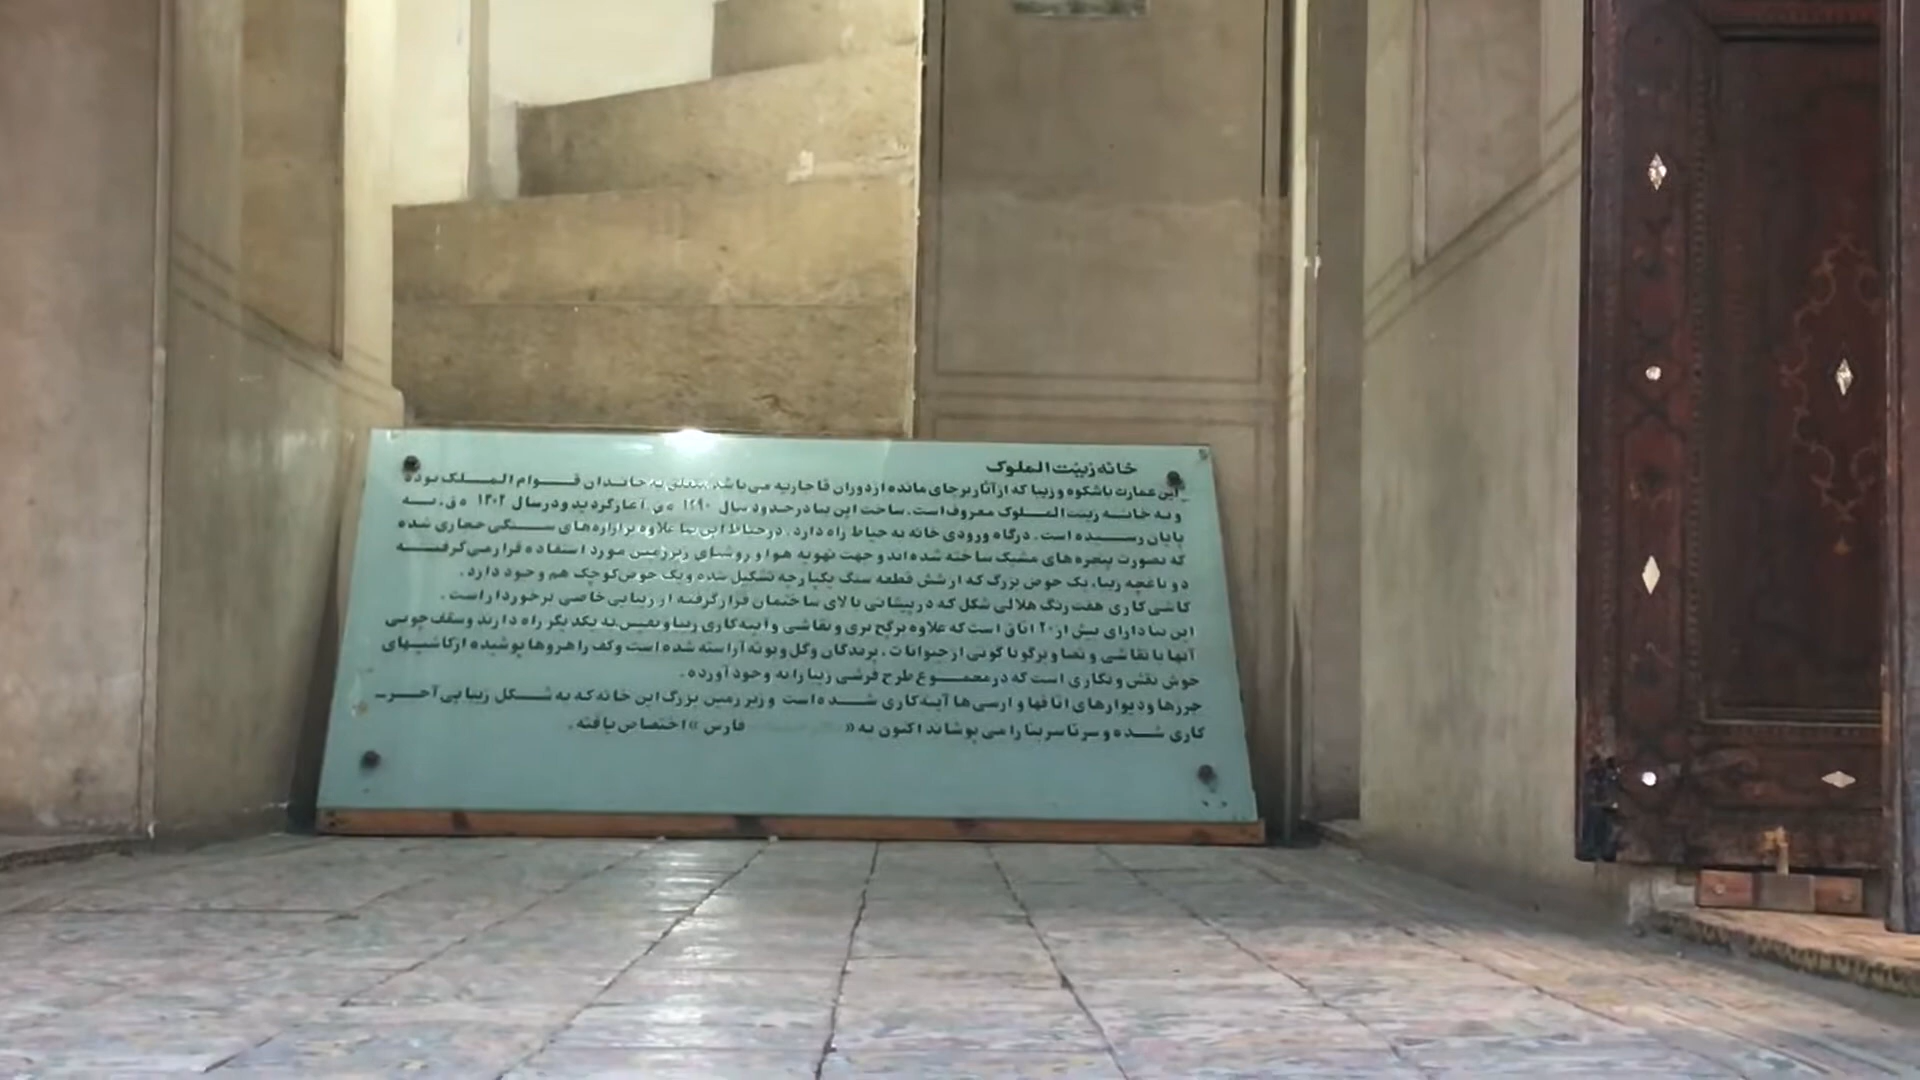 خانه زینت الملوک
این عمارت باشکوه و زیبا که از آثار برجای مانده از دوران قاجاریه می باشد متعلق به خاندان قوام الملک بوده
و به خانه زینت الملوک معروف است. ساخت این بنا در حدود سال ۱۲۹۰ ه.ق. آغاز گردید و در سال ۱۳۰۲ ه.ق. به
پایان رسیده است. درگاه ورودی خانه به حیاط راه دارد. در حیاط این بنا علاوه بر ازاره های سنگی حجاری شده
که بصورت پنجره های مشبک ساخته شده اند و جهت تهویه هوا و روشنای زیرزمین مورد استفاده قرار می گرفته
دو باغچه زیبا، یک حوض بزرگ که از شش قطعه سنگ یکپارچه تشکیل شده و یک حوض کوچک هم وجود دارد.
کاشی کاری هفت رنگ هلالی شکل که در پیشانی بالای ساختمان قرار گرفته از زیبایی خاصی برخوردار است.
این بنا دارای بیش از ۲۰ اتاق است که علاوه بر گچ بری و نقاشی و آینه کاری زیبا و نفیس به یکدیگر راه دارند و سقف چوبی
آنها با نقاشی و تصاویر گوناگونی از حیوانات، پرندگان و گل و بوته آراسته شده است و کف راهروها پوشیده از کاشیهای
خوش نقش و نگاری است که در مجموع طرح فرشی زیبا را به وجود آورده.
جرزها و دیوارهای اتاقها و ارسی ها آینه کاری شده است و زیر زمین بزرگ این خانه که به شکل زیبایی آجر
کاری شده و سرتاسر بنا را می پوشاند اکنون به « فارس » اختصاص یافته.